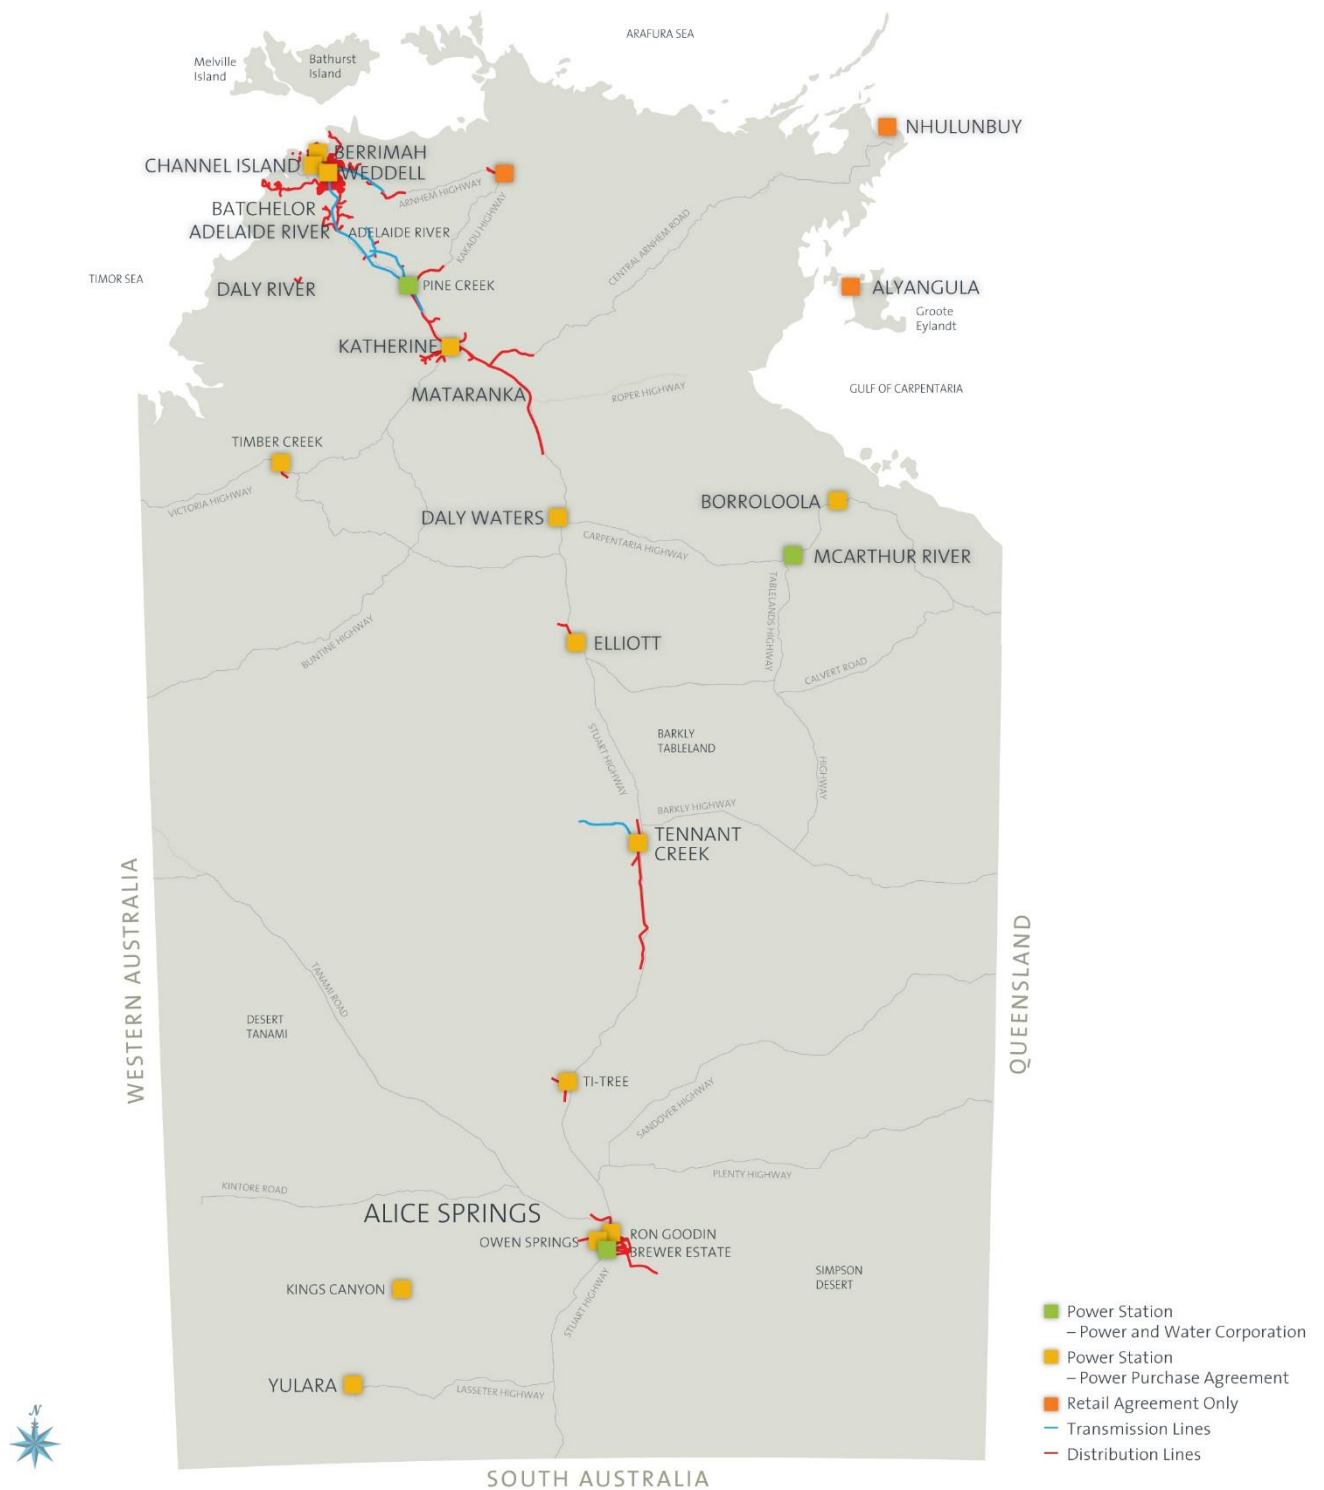 ARAFURA SEA
Melville
Island
Bathurst
Island
NHULUNBUY
BERRIMAH
CHANNEL ISLAND
WEDDELL
ARNHEM HIGHWAY
BATCHELOR
ADELAIDE RIVER
ADELAIDE RIVER
KAKADU HIGHWAY
CENTRAL ARNHEM ROAD
TIMOR SEA
DALY RIVER
PINE CREEK
ALYANGULA
Groote
Eylandt
KATHERINE
GULF OF CARPENTARIA
MATARANKA
ROPER HIGHWAY
TIMBER CREEK
VICTORIA HIGHWAY
BORROLOOLA
DALY WATERS
CARPENTARIA HIGHWAY
MCARTHUR RIVER
TABLELANDS HIGHWAY
BUNTINE HIGHWAY
ELLIOTT
CALVERT ROAD
STUART HIGHWAY
BARKLY
TABLELAND
HIGHWAY
BARKLY HIGHWAY
TENNANT
CREEK
WESTERN AUSTRALIA
QUEENSLAND
TANAMI ROAD
DESERT
TANAMI
TI-TREE
SANDOVER HIGHWAY
PLENTY HIGHWAY
KINTORE ROAD
ALICE SPRINGS
RON GOODIN
OWEN SPRINGS
BREWER ESTATE
SIMPSON
DESERT
KINGS CANYON
STUART HIGHWAY
YULARA
LASSETER HIGHWAY
SOUTH AUSTRALIA
N
Power Station
– Power and Water Corporation
Power Station
– Power Purchase Agreement
Retail Agreement Only
Transmission Lines
Distribution Lines